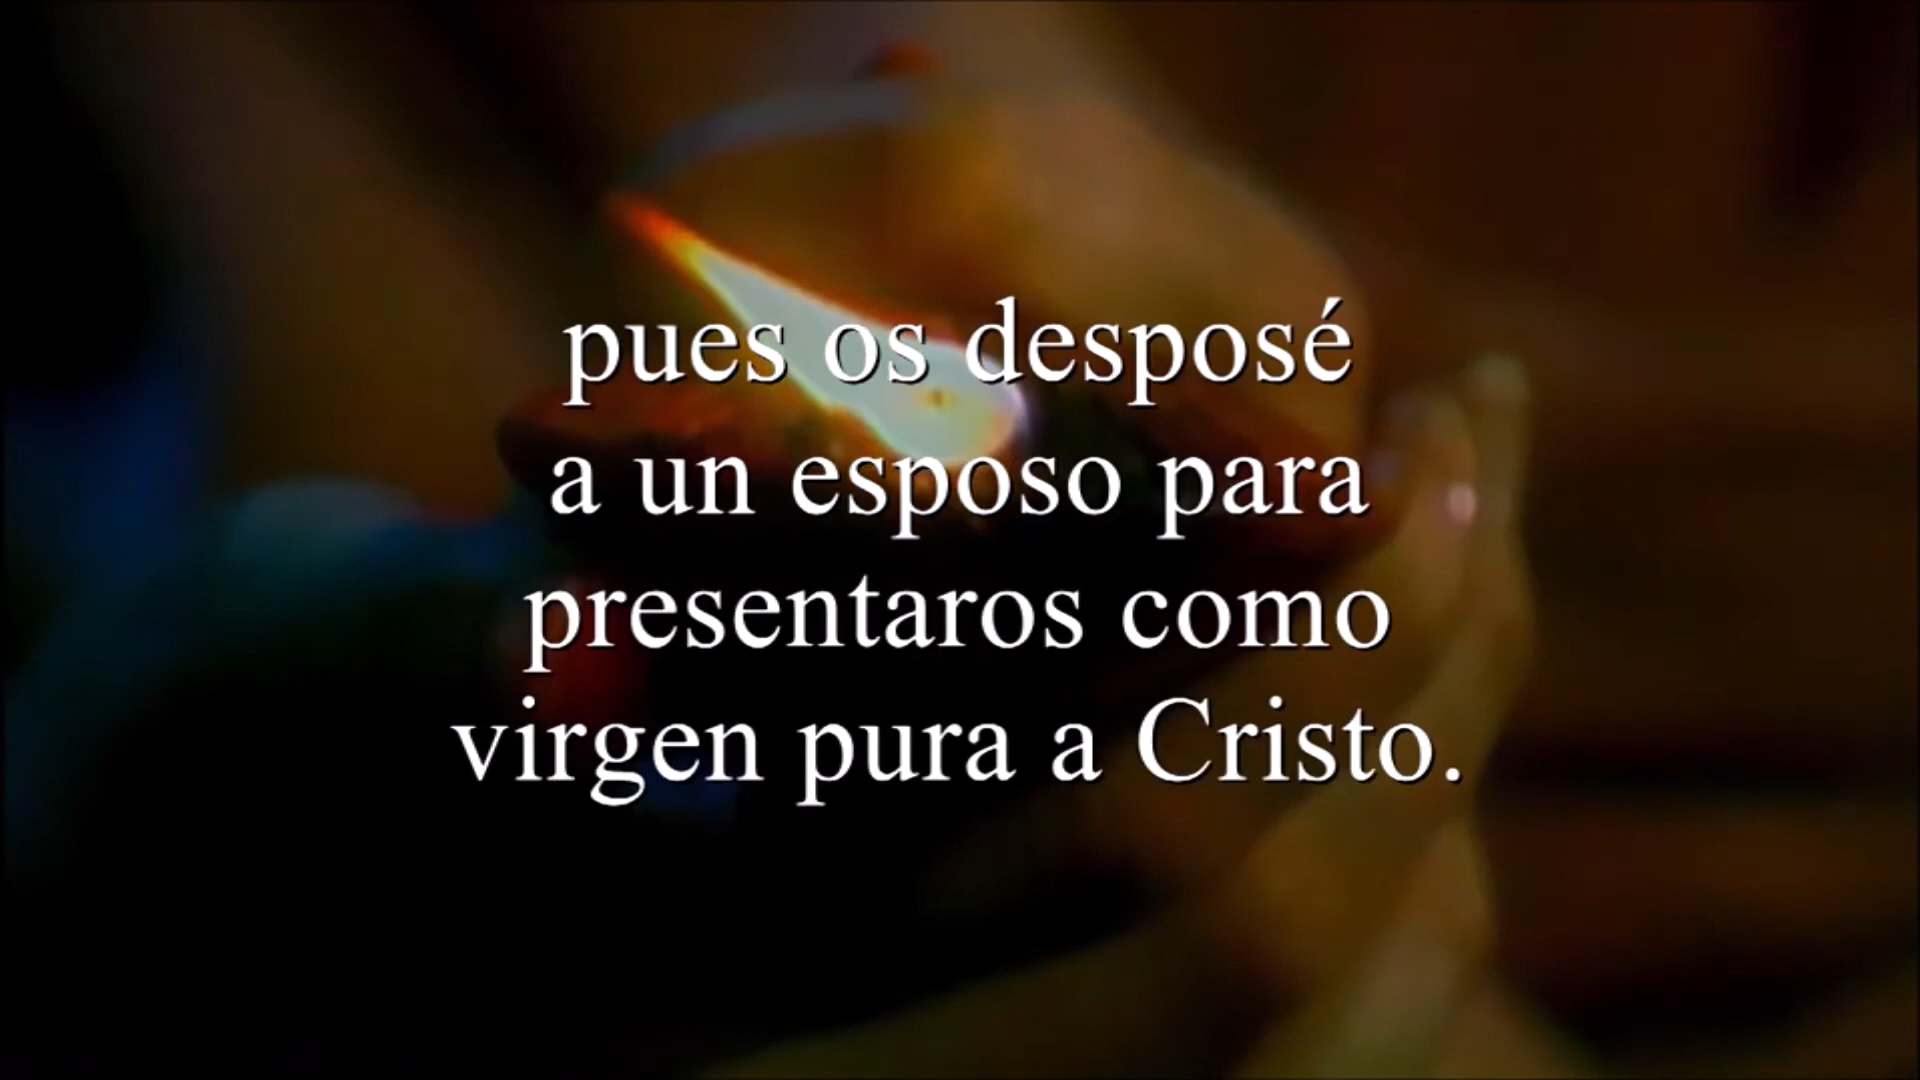 pues os desposé
a un esposo para
presentaros como
virgen pura a Cristo.